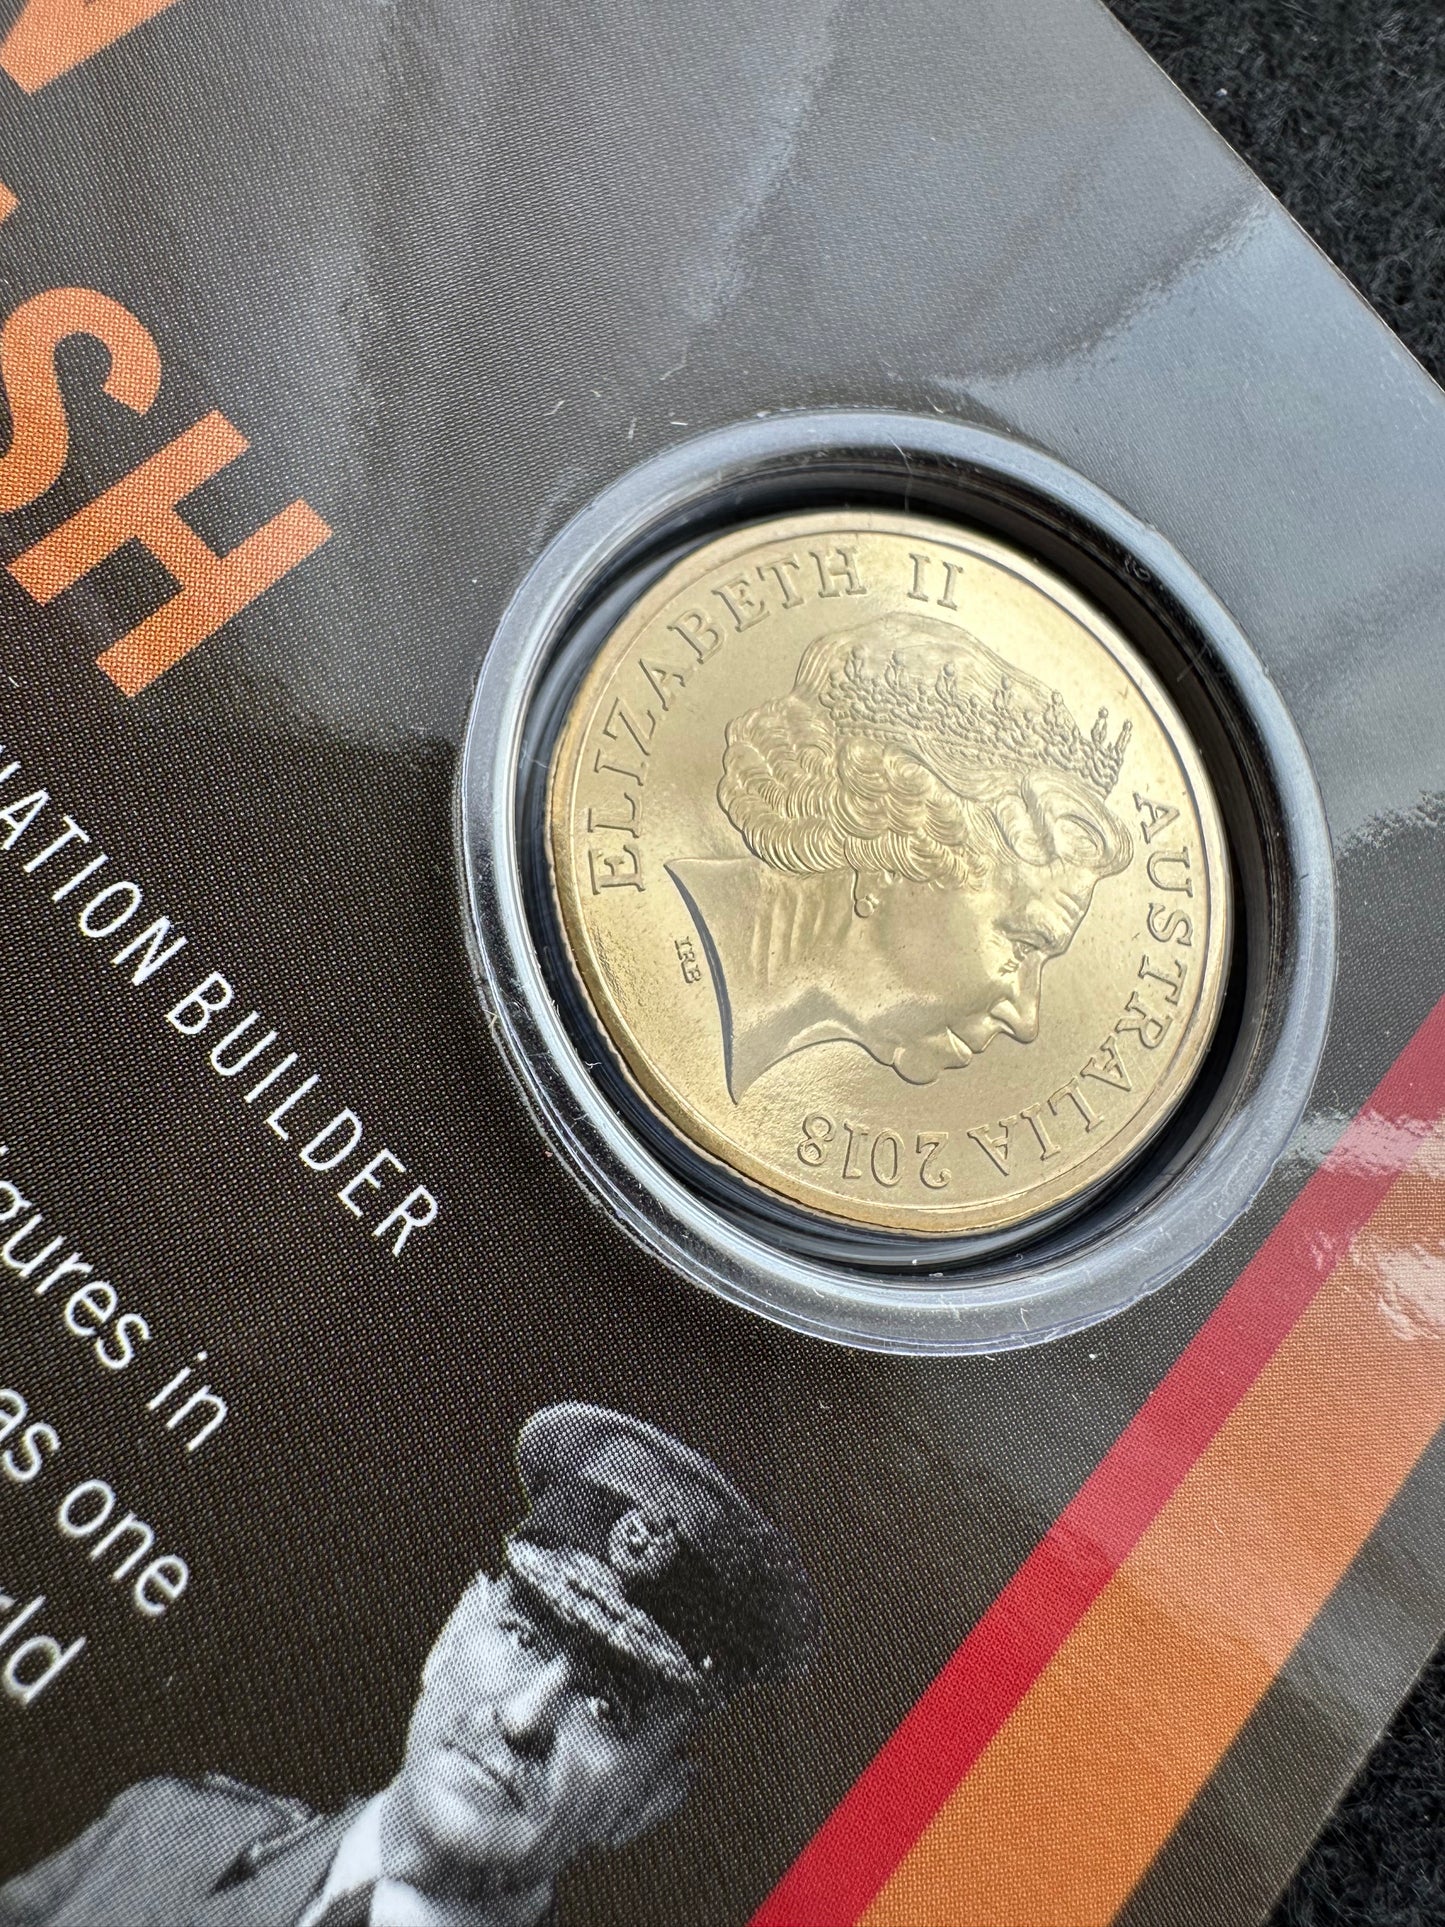 SH
NATION BUILDER
gures in
as one
rld
ELIZABETH II
AUSTRALIA 2018
IRB